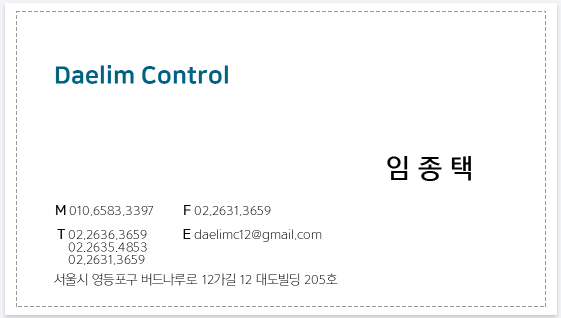 Daelim Control
임 종 택
M 010.6583.3397 F 02.2631.3659
T 02.2636.3659 E daelimc12@gmail.com
02.2635.4853
02.2631.3659
서울시 영등포구 버드나루로 12가길 12 대도빌딩 205호